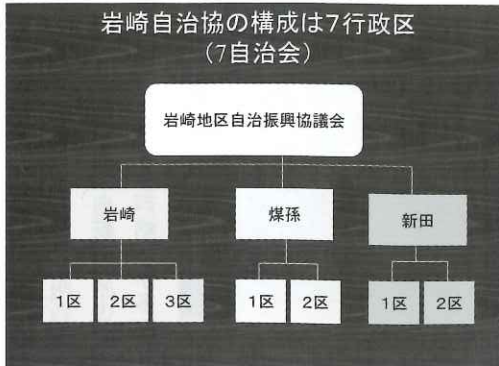 岩崎自治協の構成は7行政区
(7自治会)
岩崎地区自治振興協議会
岩崎
煤孫
新田
1区 2区 3区
1区 2区
1区 2区